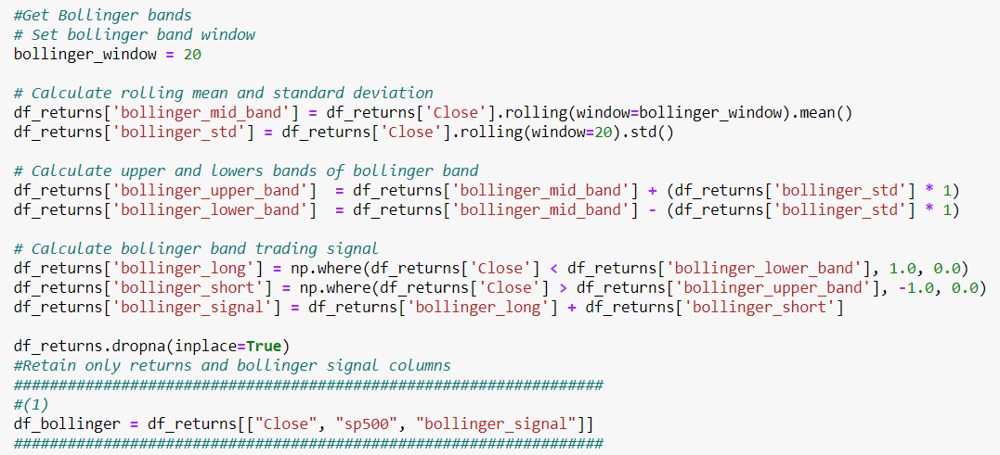 #Get Bollinger bands
# Set bollinger band window
bollinger_window = 20

# Calculate rolling mean and standard deviation
df_returns['bollinger_mid_band'] = df_returns['Close'].rolling(window=bollinger_window).mean()
df_returns['bollinger_std'] = df_returns['Close'].rolling(window=20).std()

# Calculate upper and lowers bands of bollinger band
df_returns['bollinger_upper_band']  = df_returns['bollinger_mid_band'] + (df_returns['bollinger_std'] * 1)
df_returns['bollinger_lower_band']  = df_returns['bollinger_mid_band'] - (df_returns['bollinger_std'] * 1)

# Calculate bollinger band trading signal
df_returns['bollinger_long'] = np.where(df_returns['Close'] < df_returns['bollinger_lower_band'], 1.0, 0.0)
df_returns['bollinger_short'] = np.where(df_returns['Close'] > df_returns['bollinger_upper_band'], -1.0, 0.0)
df_returns['bollinger_signal'] = df_returns['bollinger_long'] + df_returns['bollinger_short']

df_returns.dropna(inplace=True)
#Retain only returns and bollinger signal columns
##################################################################
#(1)
df_bollinger = df_returns[["Close", "sp500", "bollinger_signal"]]
##################################################################